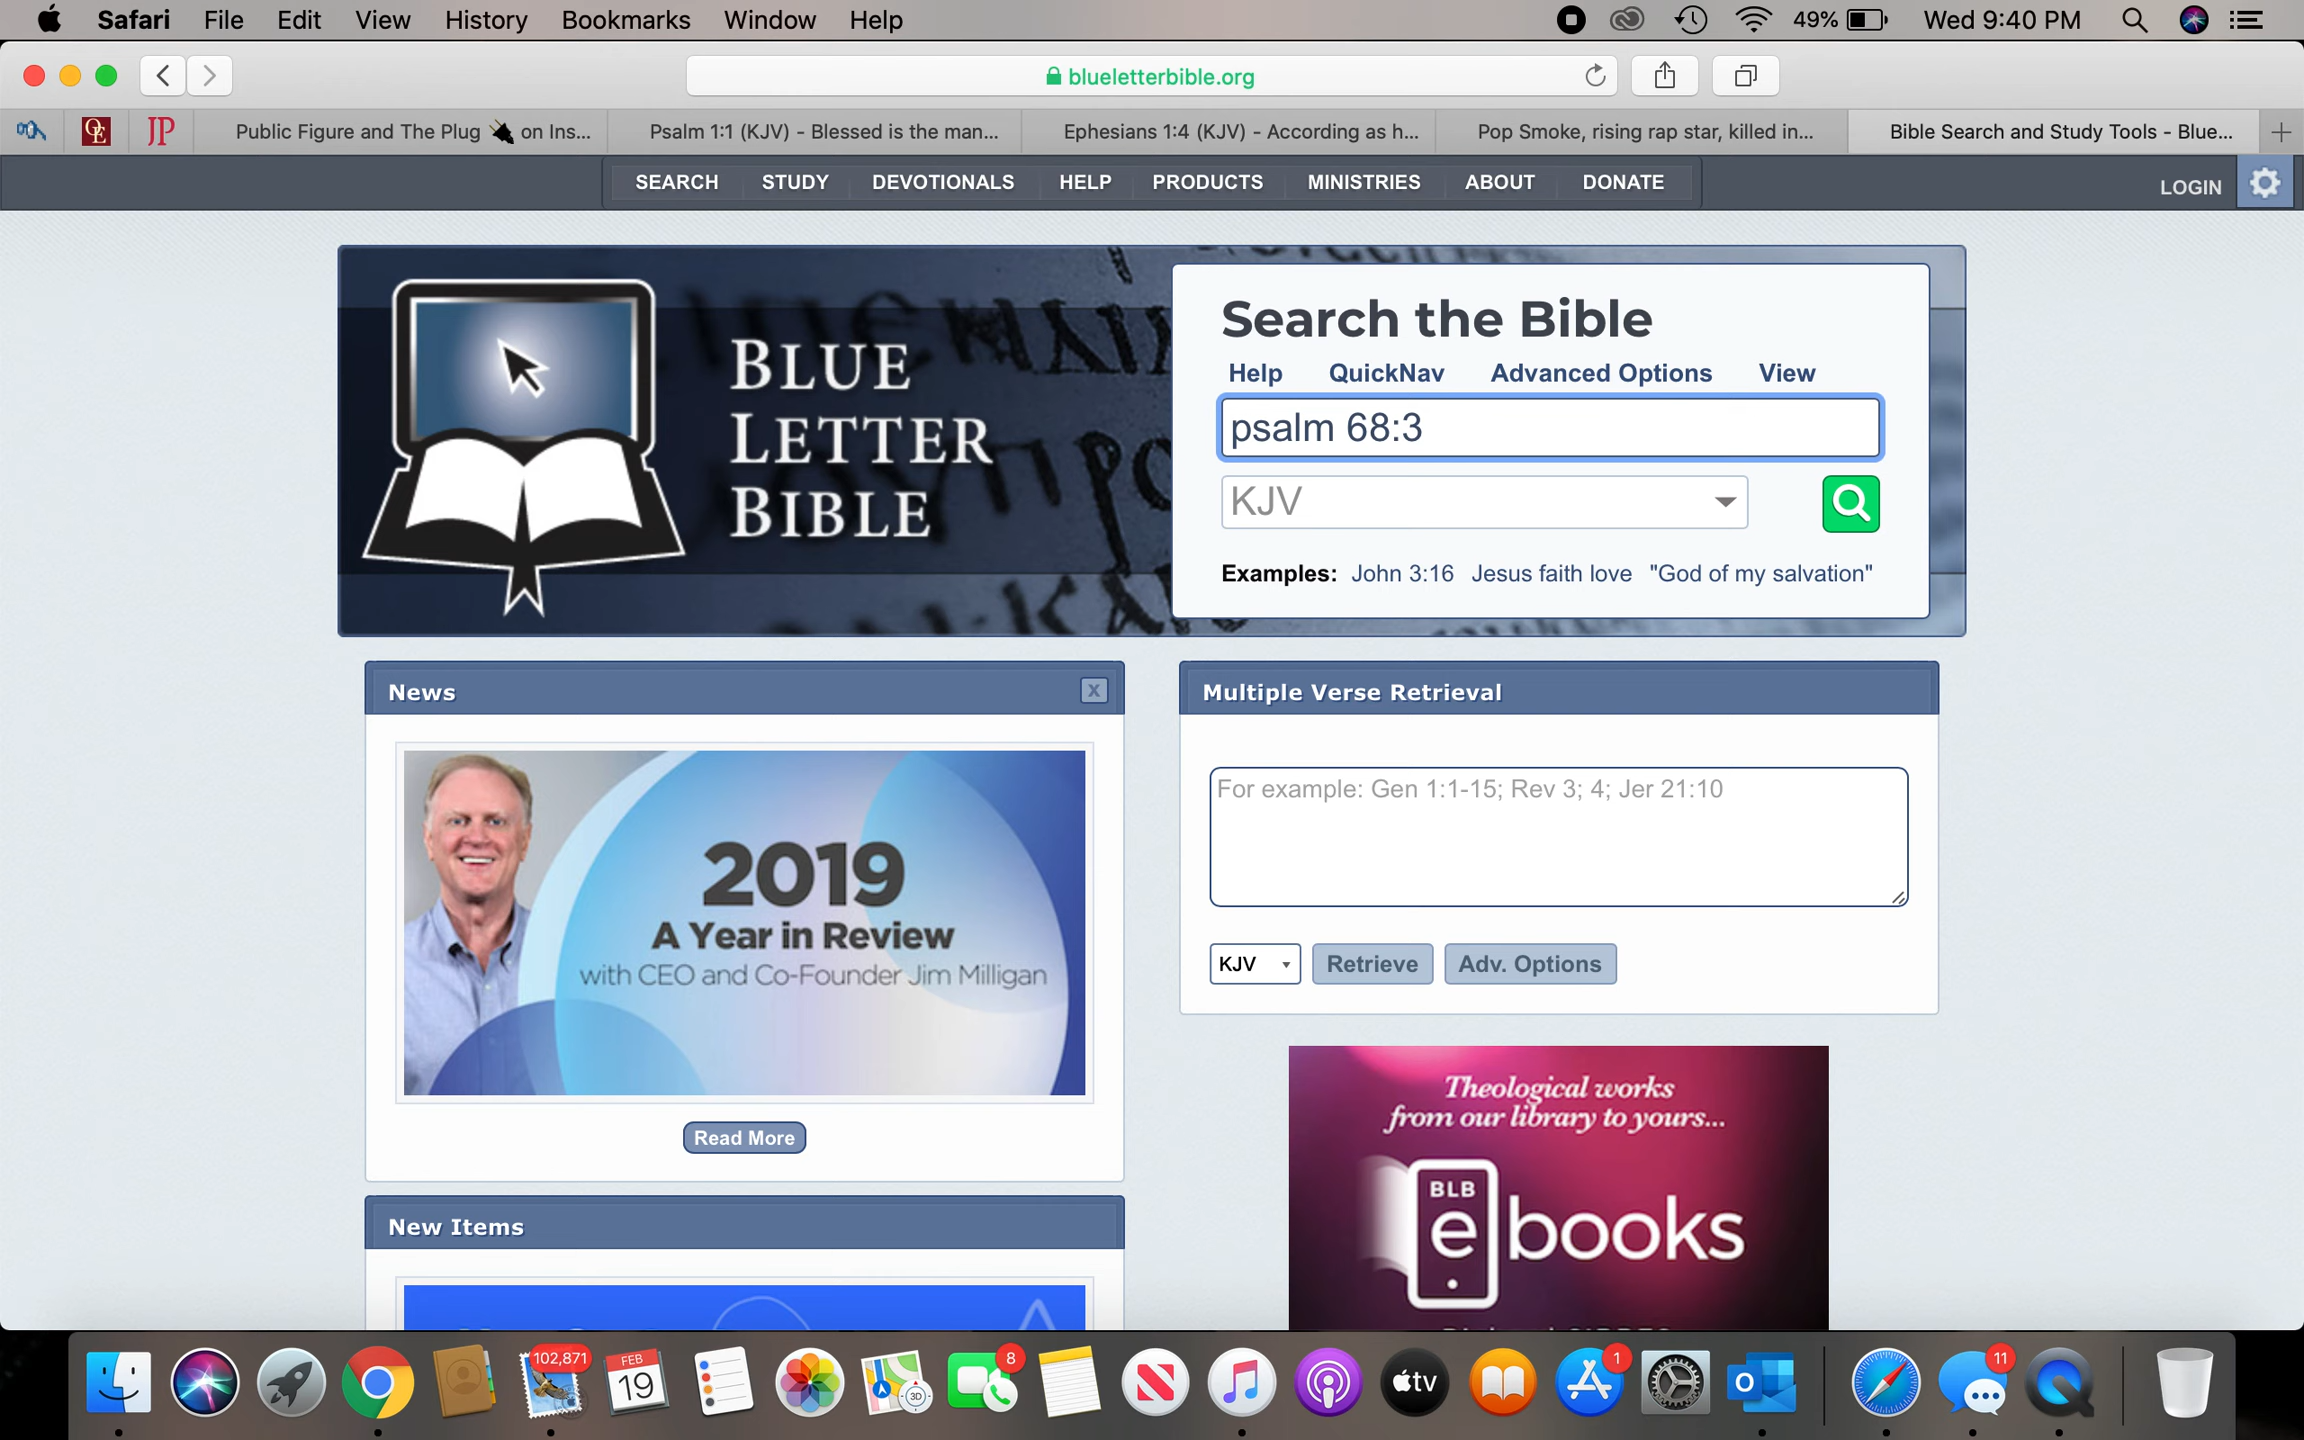 Safari File Edit View History Bookmarks Window Help 49% Wed 9:40 PM
blueletterbible.org
OE JP Public Figure and The Plug on Ins... Psalm 1:1 (KJV) - Blessed is the man... Ephesians 1:4 (KJV) - According as h... Pop Smoke, rising rap star, killed in... Bible Search and Study Tools - Blue...
SEARCH STUDY DEVOTIONALS HELP PRODUCTS MINISTRIES ABOUT DONATE LOGIN
BLUE
LETTER
BIBLE
Search the Bible
Help QuickNav Advanced Options View
psalm 68:3
KJV
Examples: John 3:16 Jesus faith love "God of my salvation"
News
2019
A Year in Review
with CEO and Co-Founder Jim Milligan
Read More
New Items
Multiple Verse Retrieval
For example: Gen 1:1-15; Rev 3; 4; Jer 21:10
KJV Retrieve Adv. Options
Theological works
from our library to yours...
BLB
ebooks
102,871 FEB 19 3D 8 tv 1 11